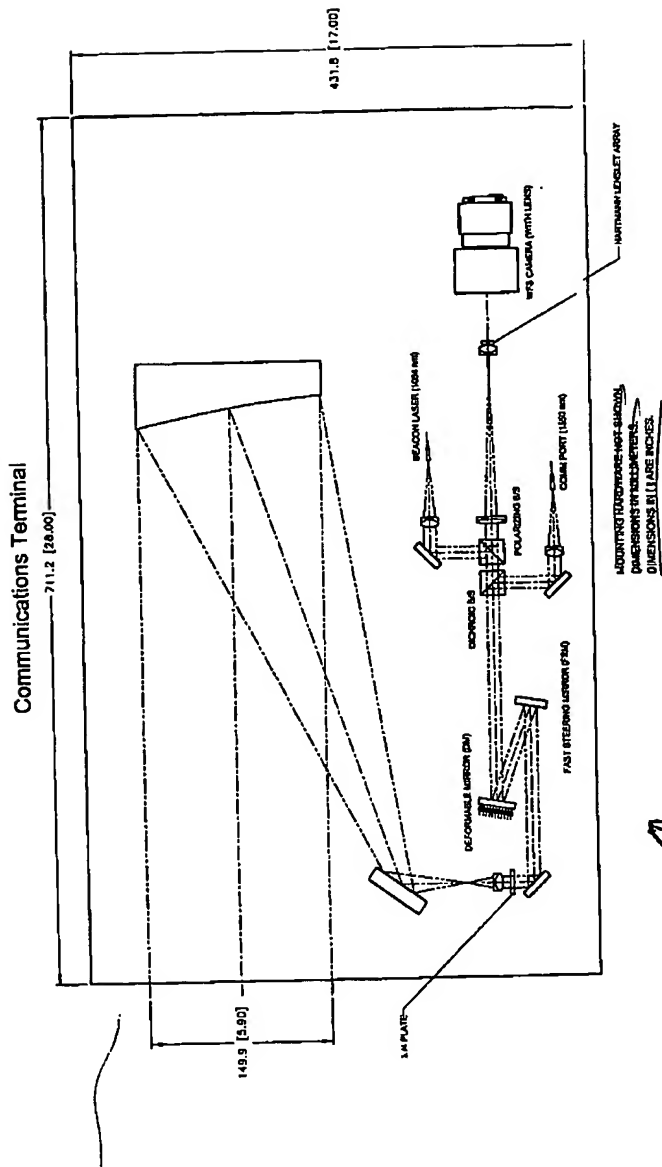 Communications Terminal
711.2 [28.00]
431.8 [17.00]
149.9 [5.90]
BEACON LASER (1064 nm)
WFS CAMERA (WITH LENS)
POLARIZING B/S
DICHROIC B/S
COMM PORT (1550 nm)
HARTMANN LENSLET ARRAY
DEFORMABLE MIRROR (DM)
FAST STEERING MIRROR (FSM)
PLATE
MOUNTING HARDWARE NOT SHOWN.
DIMENSIONS IN MILLIMETERS.
DIMENSIONS IN [ ] ARE INCHES.